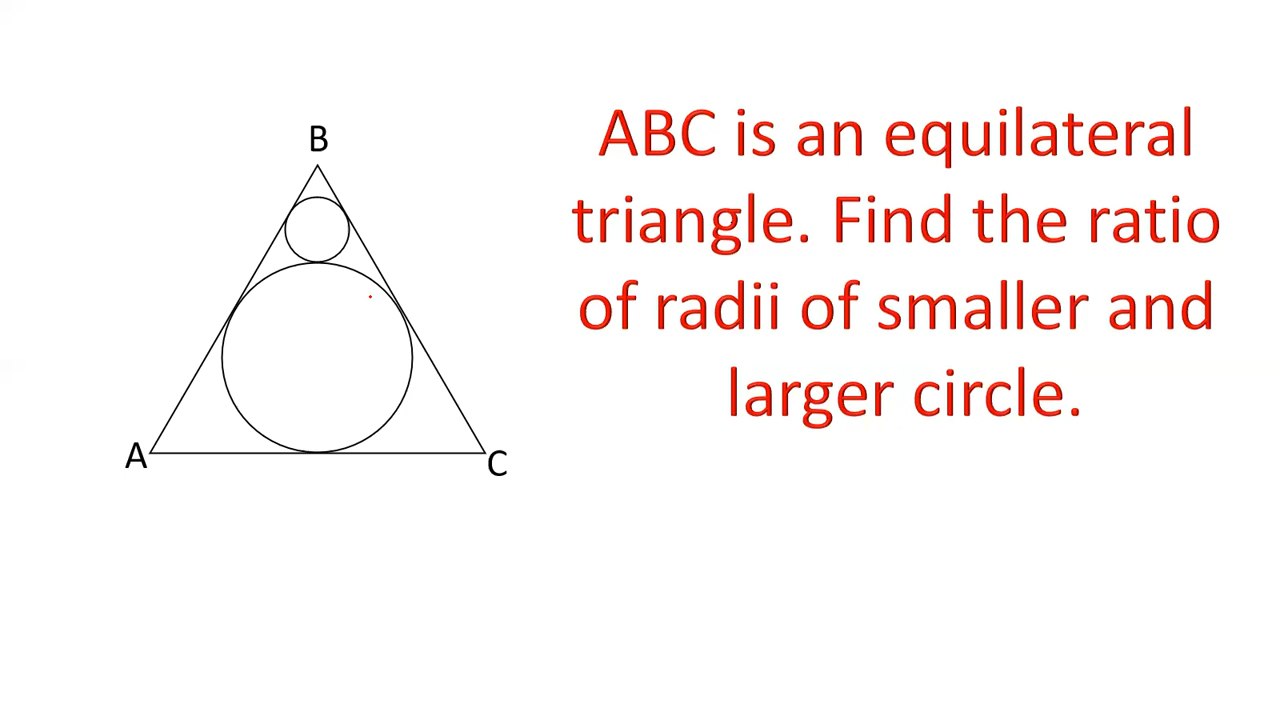 B
A
C
ABC is an equilateral
triangle. Find the ratio
of radii of smaller and
larger circle.